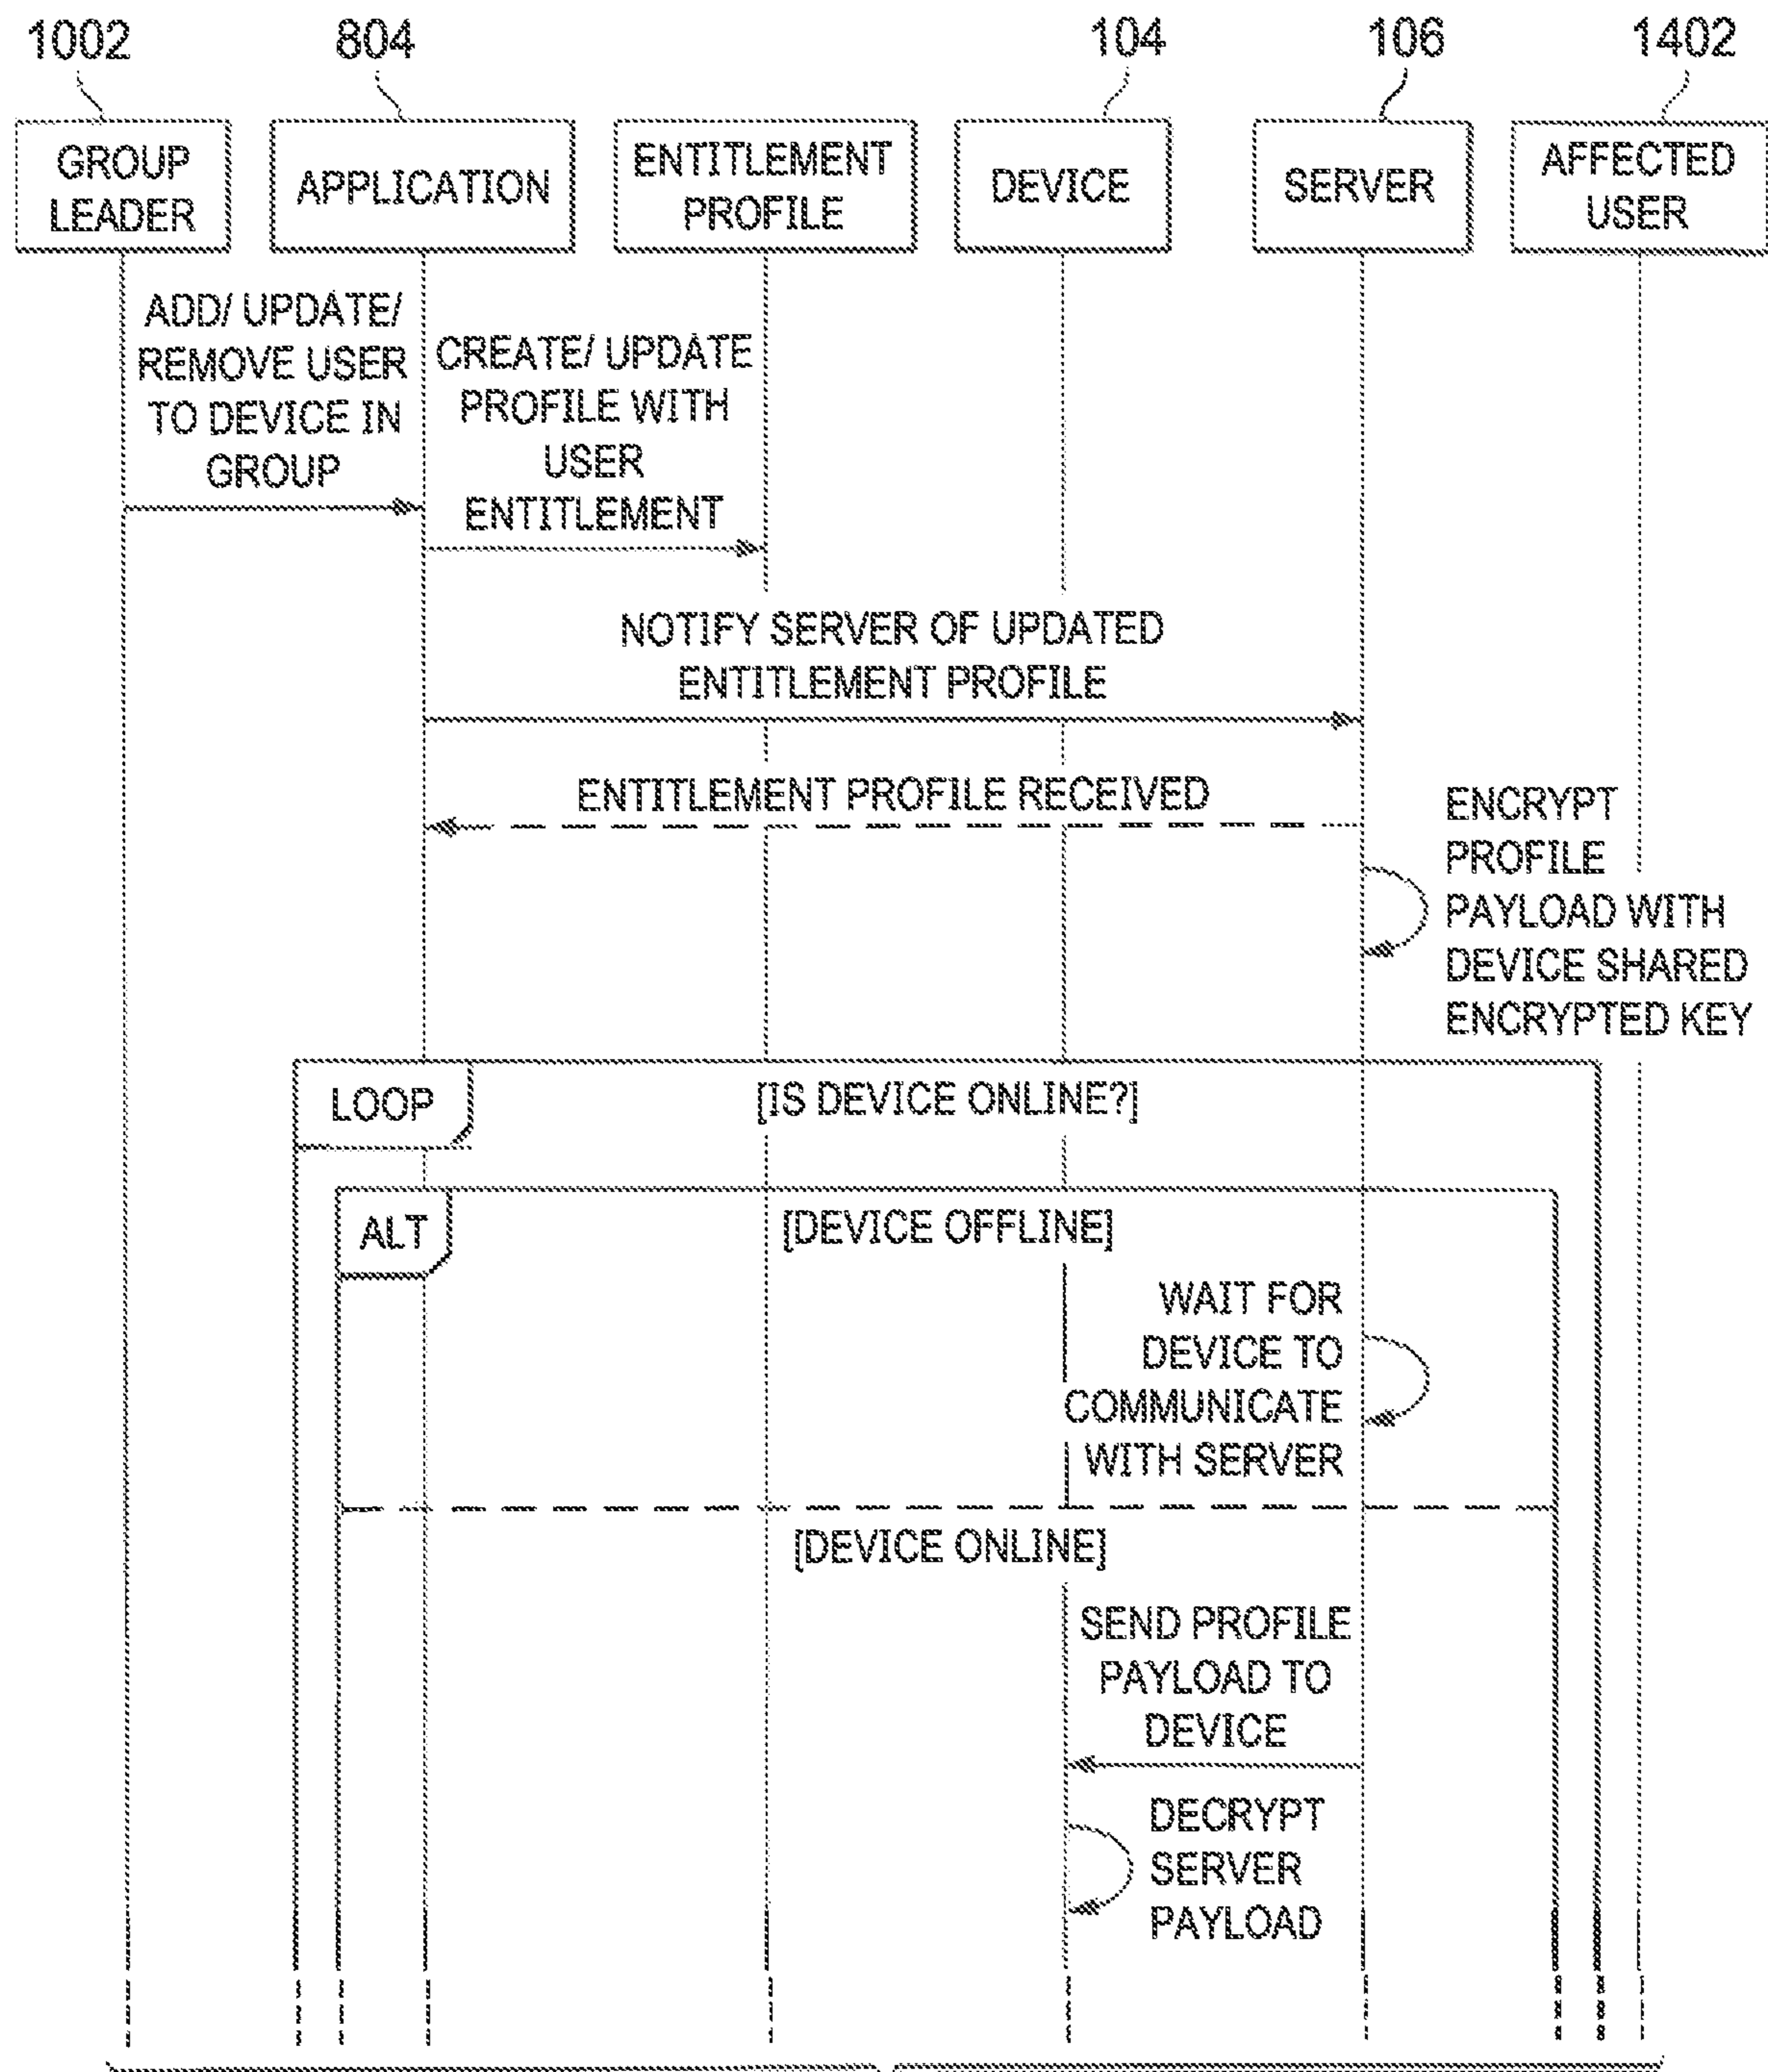 1002
804
104
106
1402
GROUP
LEADER
APPLICATION
ENTITLEMENT
PROFILE
DEVICE
SERVER
AFFECTED
USER
ADD/ UPDATE/
REMOVE USER
TO DEVICE IN
GROUP
CREATE/ UPDATE
PROFILE WITH
USER
ENTITLEMENT
NOTIFY SERVER OF UPDATED
ENTITLEMENT PROFILE
ENTITLEMENT PROFILE RECEIVED
ENCRYPT
PROFILE
PAYLOAD WITH
DEVICE SHARED
ENCRYPTED KEY
LOOP
[IS DEVICE ONLINE?]
ALT
[DEVICE OFFLINE]
WAIT FOR
DEVICE TO
COMMUNICATE
WITH SERVER
[DEVICE ONLINE]
SEND PROFILE
PAYLOAD TO
DEVICE
DECRYPT
SERVER
PAYLOAD